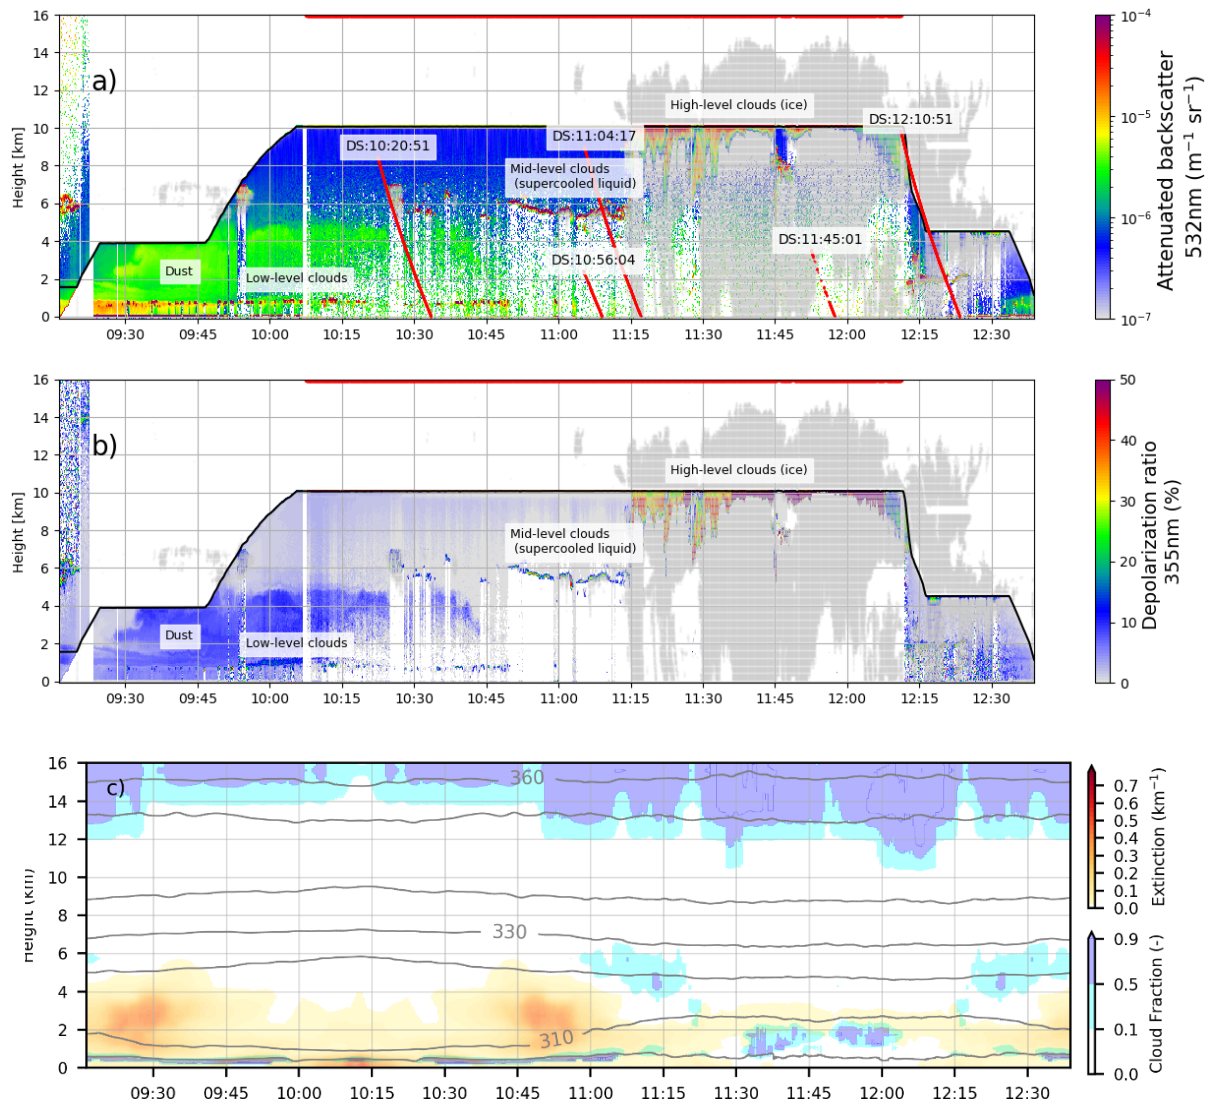 16
14
12
10
8
6
4
2
0
Height [km]
a)
DS:10:20:51
DS:11:04:17
DS:12:10:51
High-level clouds (ice)
Mid-level clouds
(supercooled liquid)
DS:11:45:01
DS:10:56:04
Dust
Low-level clouds
09:30 09:45 10:00 10:15 10:30 10:45 11:00 11:15 11:30 11:45 12:00 12:15 12:30
10⁻⁴
10⁻⁵
10⁻⁶
10⁻⁷
Attenuated backscatter
532nm (m⁻¹ sr⁻¹)
16
14
12
10
8
6
4
2
0
Height [km]
b)
High-level clouds (ice)
Mid-level clouds
(supercooled liquid)
Dust
Low-level clouds
09:30 09:45 10:00 10:15 10:30 10:45 11:00 11:15 11:30 11:45 12:00 12:15 12:30
50
40
30
20
10
0
Depolarization ratio
355nm (%)
16
14
12
10
8
6
4
2
0
c)
360
330
310
09:30 09:45 10:00 10:15 10:30 10:45 11:00 11:15 11:30 11:45 12:00 12:15 12:30
0.7
0.6
0.5
0.4
0.3
0.2
0.1
0.0
Extinction (km⁻¹)
0.9
0.5
0.1
0.0
Cloud Fraction (-)